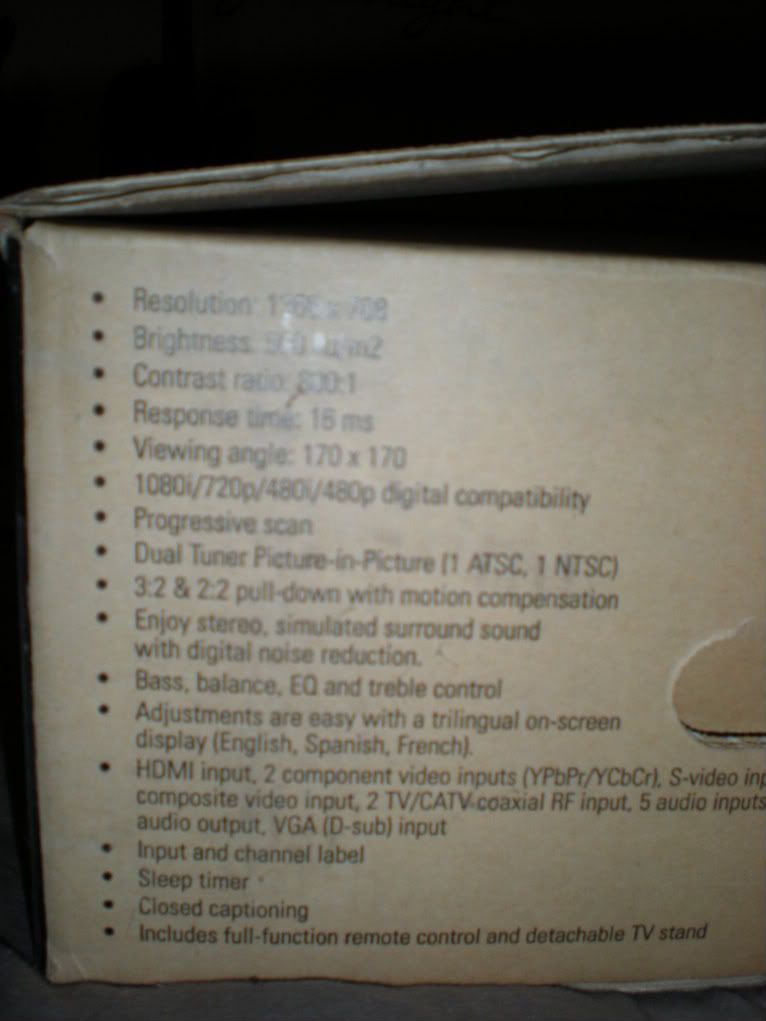 • Resolution: x
• Brightness:
• Contrast ratio: 800:1
• Response time: 16 ms
• Viewing angle: 170 x 170
• 1080i/720p/480i/480p digital compatibility
• Progressive scan
• Dual Tuner Picture-in-Picture (1 ATSC, 1 NTSC)
• 3:2 & 2:2 pull-down with motion compensation
• Enjoy stereo, simulated surround sound
with digital noise reduction.
• Bass, balance, EQ and treble control
• Adjustments are easy with a trilingual on-screen
display (English, Spanish, French).
• HDMI input, 2 component video inputs (YPbPr/YCbCr), S-video
composite video input, 2 TV/CATV coaxial RF input, 5 audio inputs
audio output, VGA (D-sub) input
• Input and channel label
• Sleep timer
• Closed captioning
• Includes full-function remote control and detachable TV stand